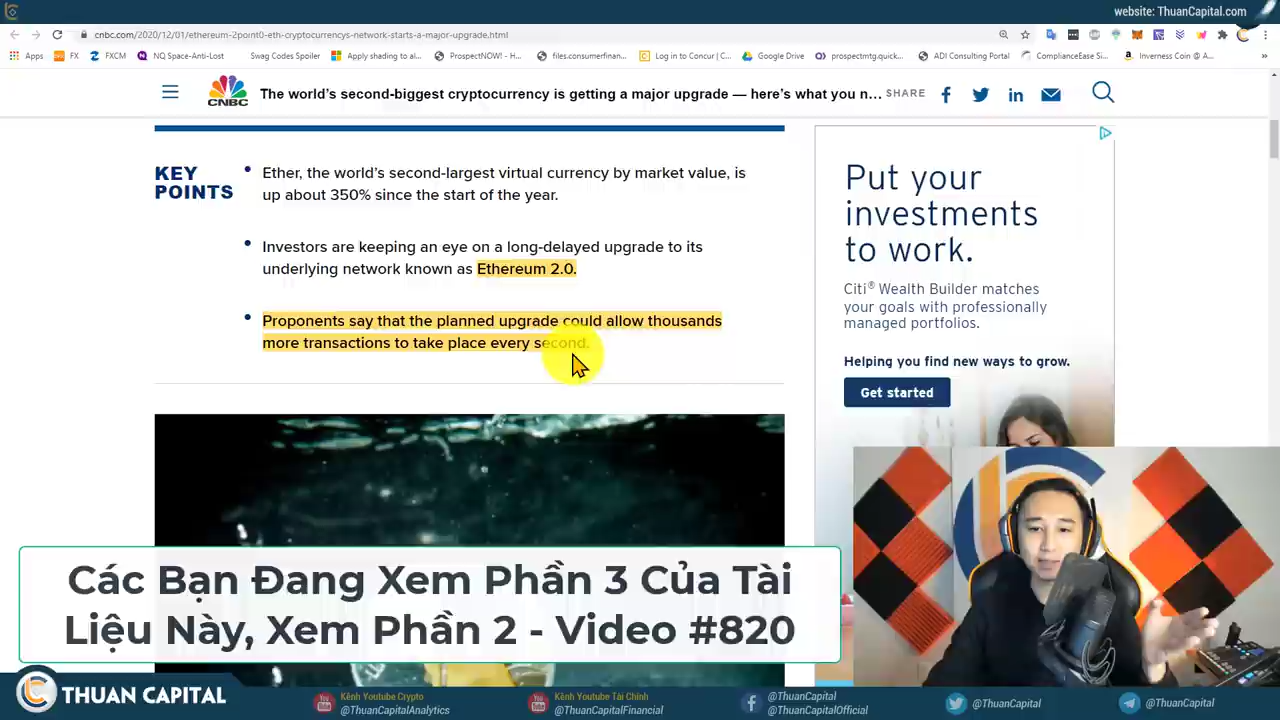 website: ThuanCapital.com
cnbc.com/2020/12/01/ethereum-2point0-eth-cryptocurrencys-network-starts-a-major-upgrade.html
Apps FX FXCM NQ Space-Anti-Lost Swag Codes Spoiler Apply shading to al... ProspectNOW! - H... files.consumerfinan... Log in to Concur | C... Google Drive prospectmtg.quickb... ADI Consulting Portal ComplianceEase Si... Inverness Coin @ A...
CNBC
The world's second-biggest cryptocurrency is getting a major upgrade — here's what you n...
SHARE
KEY
POINTS
Ether, the world's second-largest virtual currency by market value, is
up about 350% since the start of the year.
Investors are keeping an eye on a long-delayed upgrade to its
underlying network known as Ethereum 2.0.
Proponents say that the planned upgrade could allow thousands
more transactions to take place every second.
Put your
investments
to work.
Citi® Wealth Builder matches
your goals with professionally
managed portfolios.
Helping you find new ways to grow.
Get started
Các Bạn Đang Xem Phần 3 Của Tài
Liệu Này, Xem Phần 2 - Video #820
THUAN CAPITAL
Kênh Youtube Crypto
@ThuanCapitalAnalytics
Kênh Youtube Tài Chính
@ThuanCapitalFinancial
@ThuanCapital
@ThuanCapitalOfficial
@ThuanCapital
@ThuanCapital